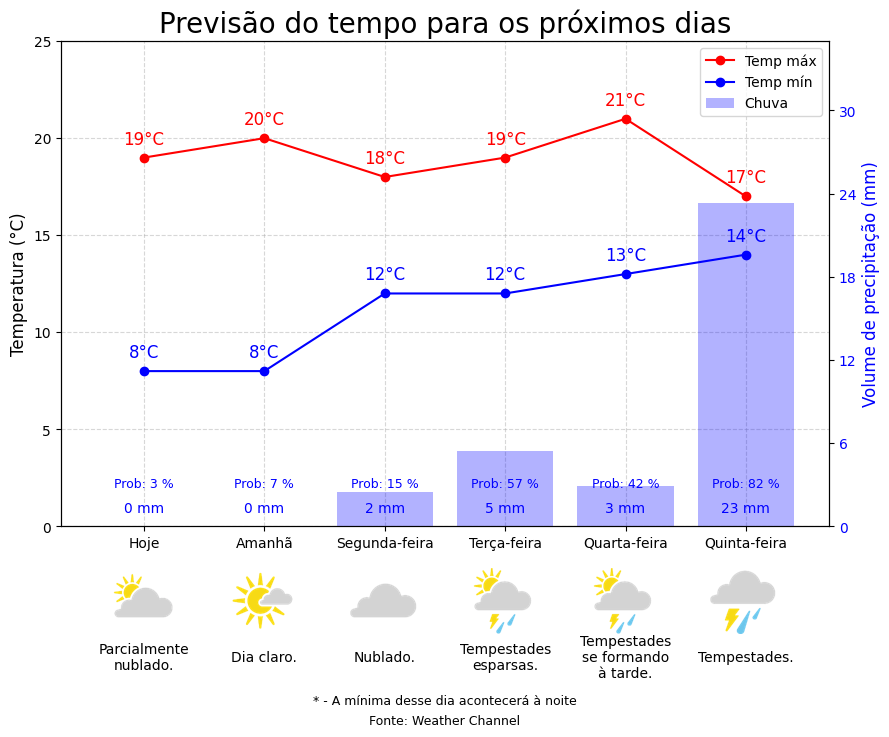 Previsão do tempo para os próximos dias
Temperatura (°C)
25
20
15
10
5
0
Volume de precipitação (mm)
30
24
18
12
6
0
Temp máx
Temp mín
Chuva
19°C
20°C
18°C
19°C
21°C
17°C
8°C
8°C
12°C
12°C
13°C
14°C
Prob: 3 %
Prob: 7 %
Prob: 15 %
Prob: 57 %
Prob: 42 %
Prob: 82 %
0 mm
0 mm
2 mm
5 mm
3 mm
23 mm
Hoje
Amanhã
Segunda-feira
Terça-feira
Quarta-feira
Quinta-feira
Parcialmente
nublado.
Dia claro.
Nublado.
Tempestades
esparsas.
Tempestades
se formando
à tarde.
Tempestades.
* - A mínima desse dia acontecerá à noite
Fonte: Weather Channel